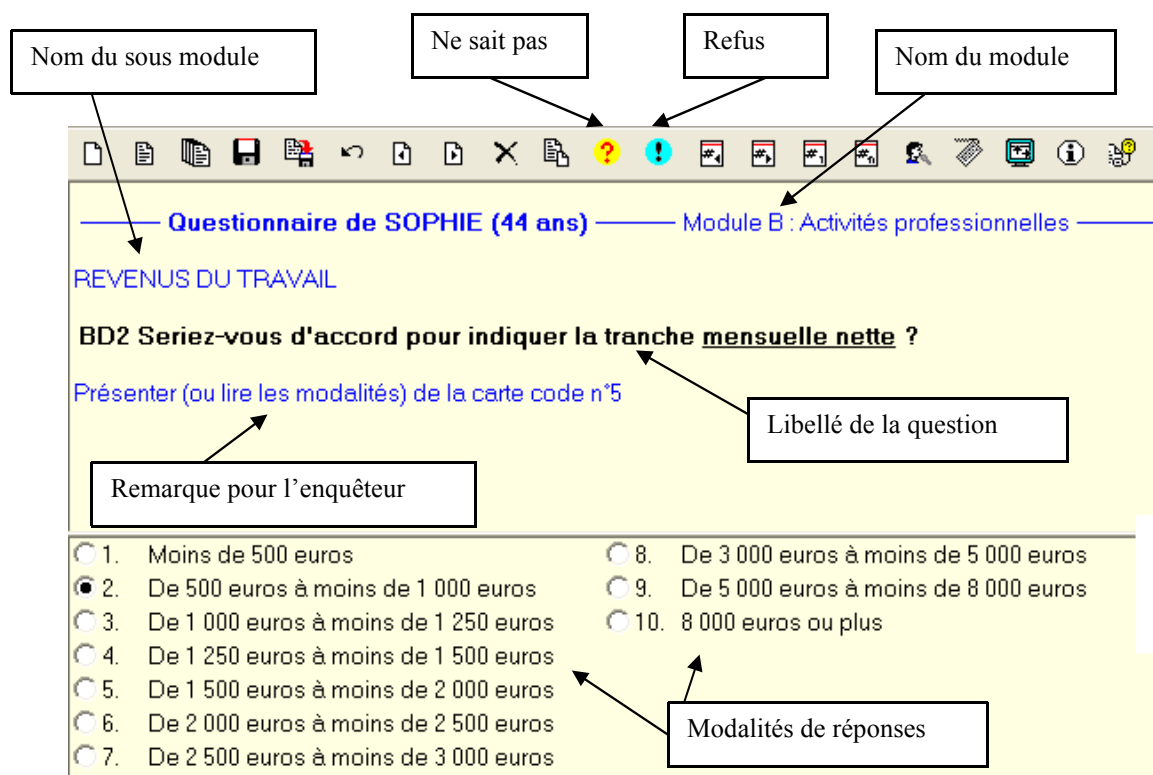 Nom du sous module
Ne sait pas
Refus
Nom du module
Questionnaire de SOPHIE (44 ans)
Module B : Activités professionnelles
REVENUS DU TRAVAIL
BD2 Seriez-vous d'accord pour indiquer la tranche mensuelle nette ?
Présenter (ou lire les modalités) de la carte code n°5
Libellé de la question
Remarque pour l'enquêteur
1. Moins de 500 euros
2. De 500 euros à moins de 1 000 euros
3. De 1 000 euros à moins de 1 250 euros
4. De 1 250 euros à moins de 1 500 euros
5. De 1 500 euros à moins de 2 000 euros
6. De 2 000 euros à moins de 2 500 euros
7. De 2 500 euros à moins de 3 000 euros
8. De 3 000 euros à moins de 5 000 euros
9. De 5 000 euros à moins de 8 000 euros
10. 8 000 euros ou plus
Modalités de réponses